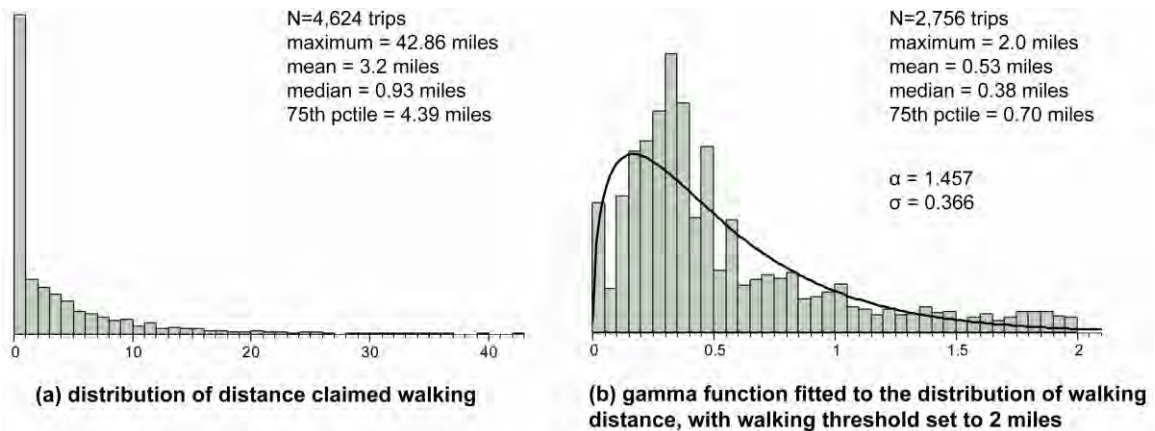 N=4,624 trips
maximum = 42.86 miles
mean = 3.2 miles
median = 0.93 miles
75th pctile = 4.39 miles
0 10 20 30 40
(a) distribution of distance claimed walking
N=2,756 trips
maximum = 2.0 miles
mean = 0.53 miles
median = 0.38 miles
75th pctile = 0.70 miles
α = 1.457
σ = 0.366
0 0.5 1 1.5 2
(b) gamma function fitted to the distribution of walking
distance, with walking threshold set to 2 miles